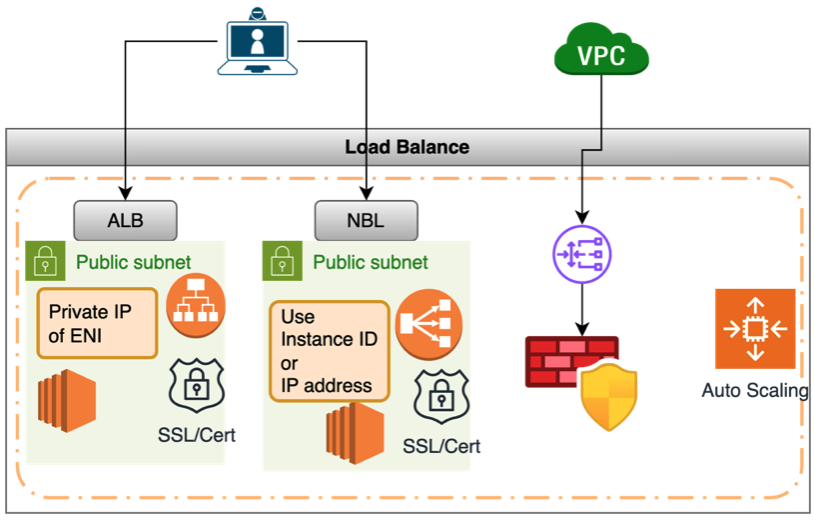 VPC
Load Balance
ALB
NBL
Public subnet
Private IP
of ENI
SSL/Cert
Public subnet
Use
Instance ID
or
IP address
SSL/Cert
Auto Scaling